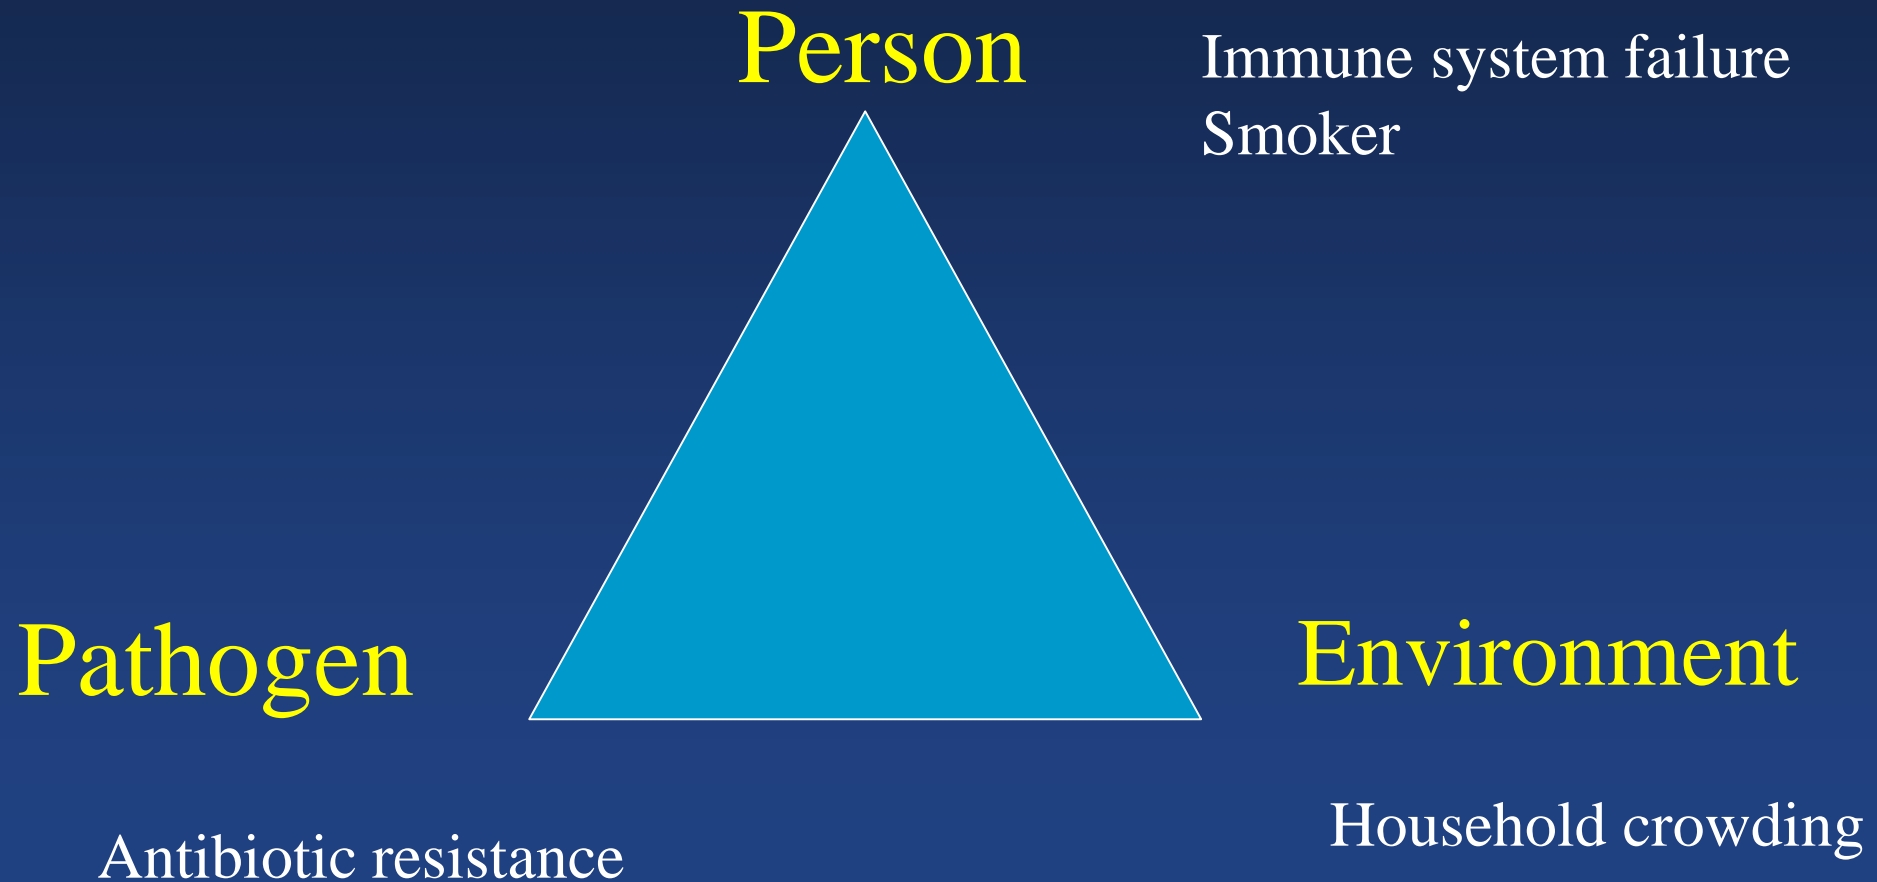 Person
Immune system failure
Smoker
Pathogen
Environment
Antibiotic resistance
Household crowding